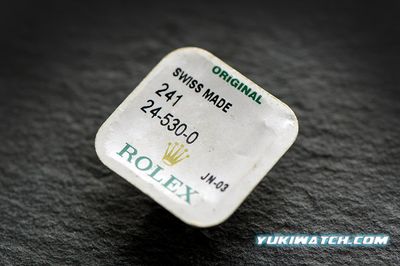 ORIGINAL
SWISS MADE
241
24-530-0
ROLEX
JN-03
YUKIWATCH.COM